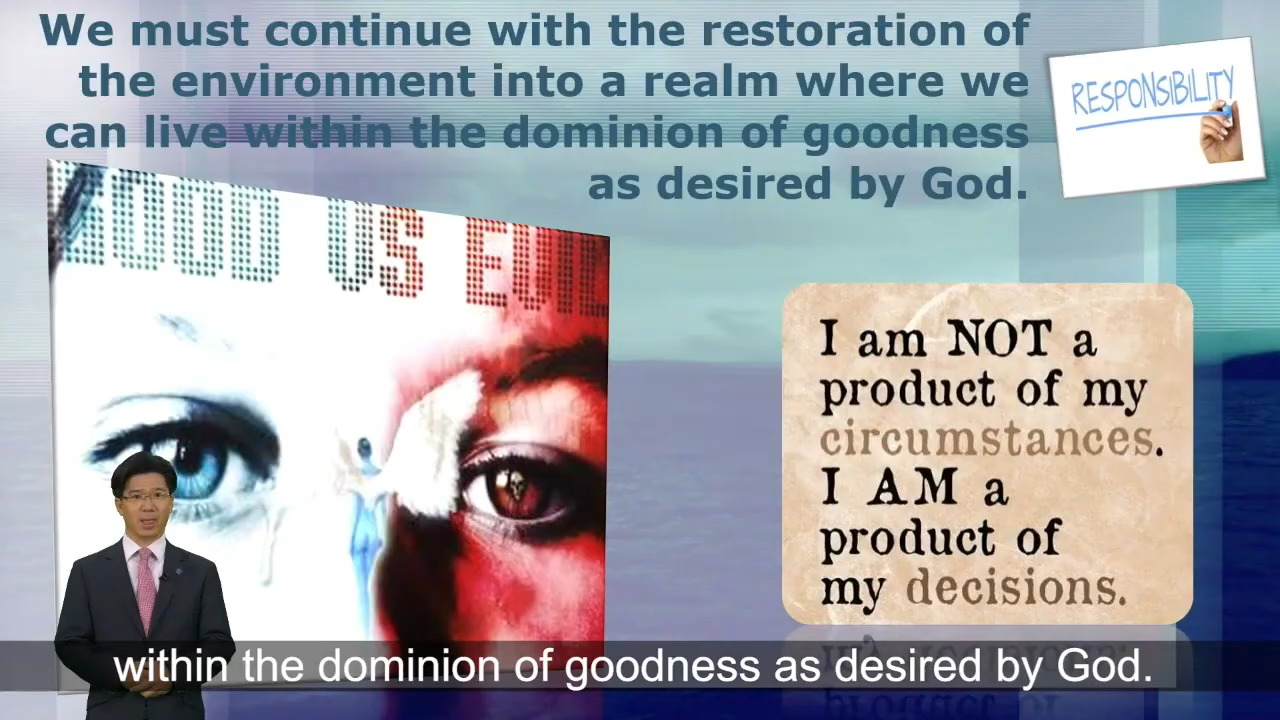 We must continue with the restoration of
the environment into a realm where we
can live within the dominion of goodness
as desired by God.
RESPONSIBILITY
GOOD VS EVIL
I am NOT a
product of my
circumstances.
I AM a
product of
my decisions.
within the dominion of goodness as desired by God.